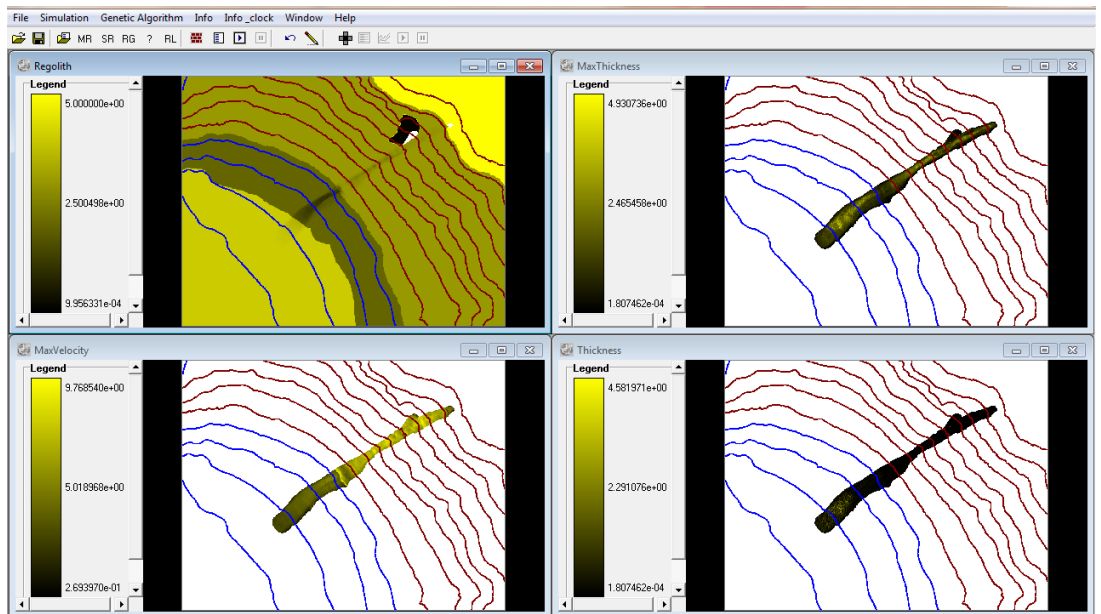 File Simulation Genetic Algorithm Info Info_clock Window Help
MR SR RG ? RL
Regolith
Legend
5.000000e+00
2.500498e+00
9.956331e-04
MaxThickness
Legend
4.930736e+00
2.465458e+00
1.807462e-04
MaxVelocity
Legend
9.768540e+00
5.018968e+00
2.693970e-01
Thickness
Legend
4.581971e+00
2.291076e+00
1.807462e-04